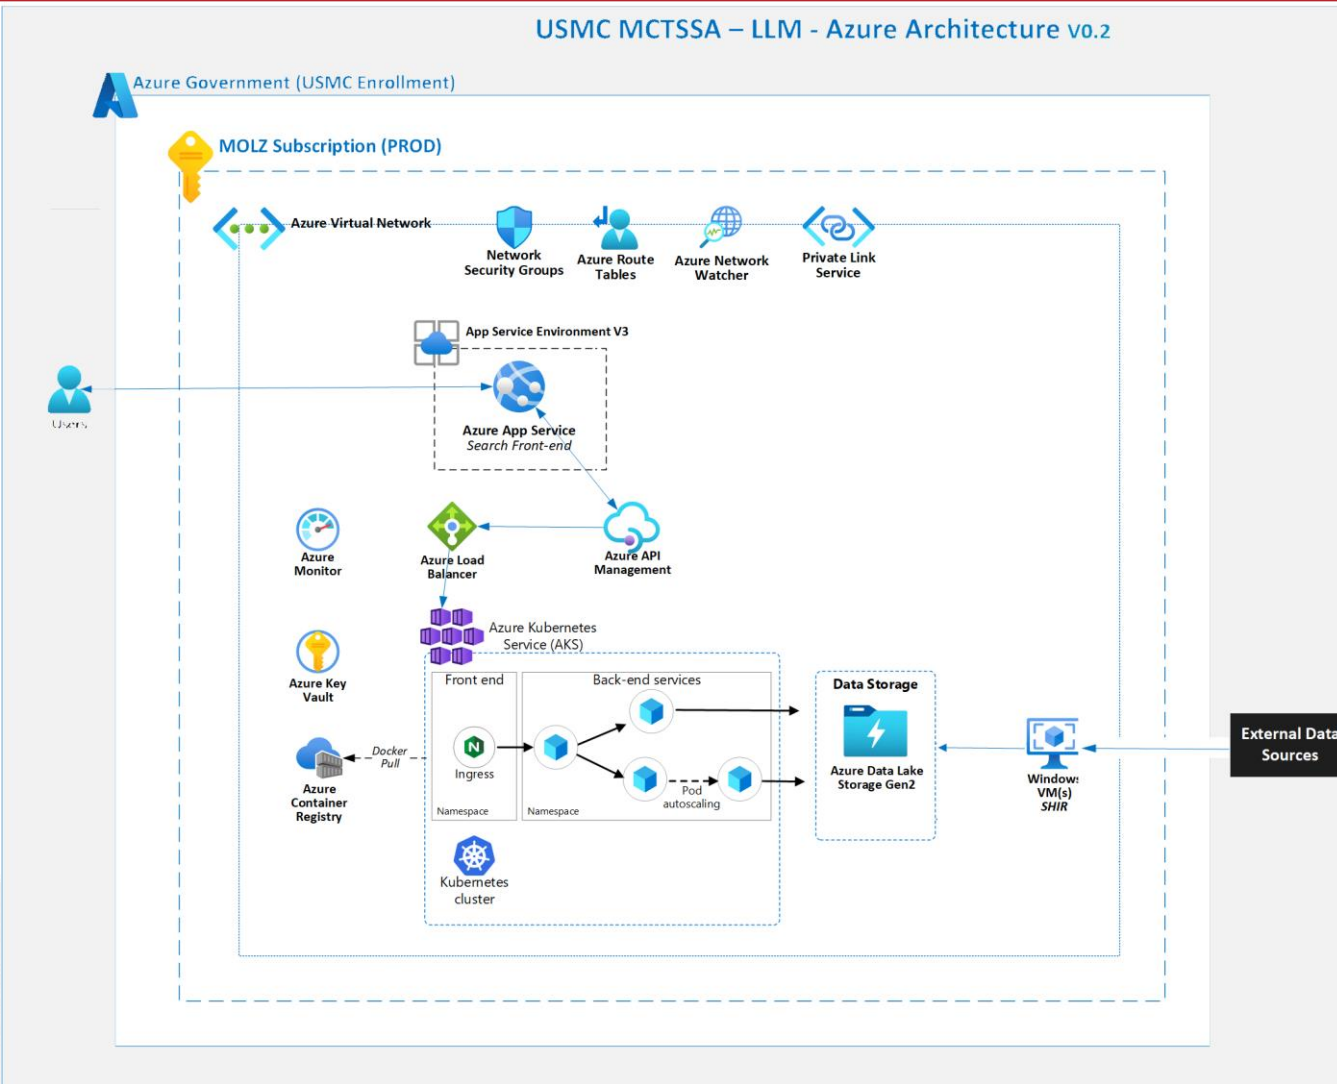 USMC MCTSSA – LLM - Azure Architecture V0.2
Azure Government (USMC Enrollment)
MOLZ Subscription (PROD)
Azure Virtual Network
Network
Security Groups
Azure Route
Tables
Azure Network
Watcher
Private Link
Service
App Service Environment V3
Users
Azure App Service
Search Front-end
Azure
Monitor
Azure Load
Balancer
Azure API
Management
Azure Kubernetes
Service (AKS)
Azure Key
Vault
Front end
Back-end services
Data Storage
External Data
Sources
Docker
Pull
Ingress
Azure Data Lake
Storage Gen2
Windows
VM(s)
SHIR
Azure
Container
Registry
Pod
autoscaling
Namespace
Namespace
Kubernetes
cluster